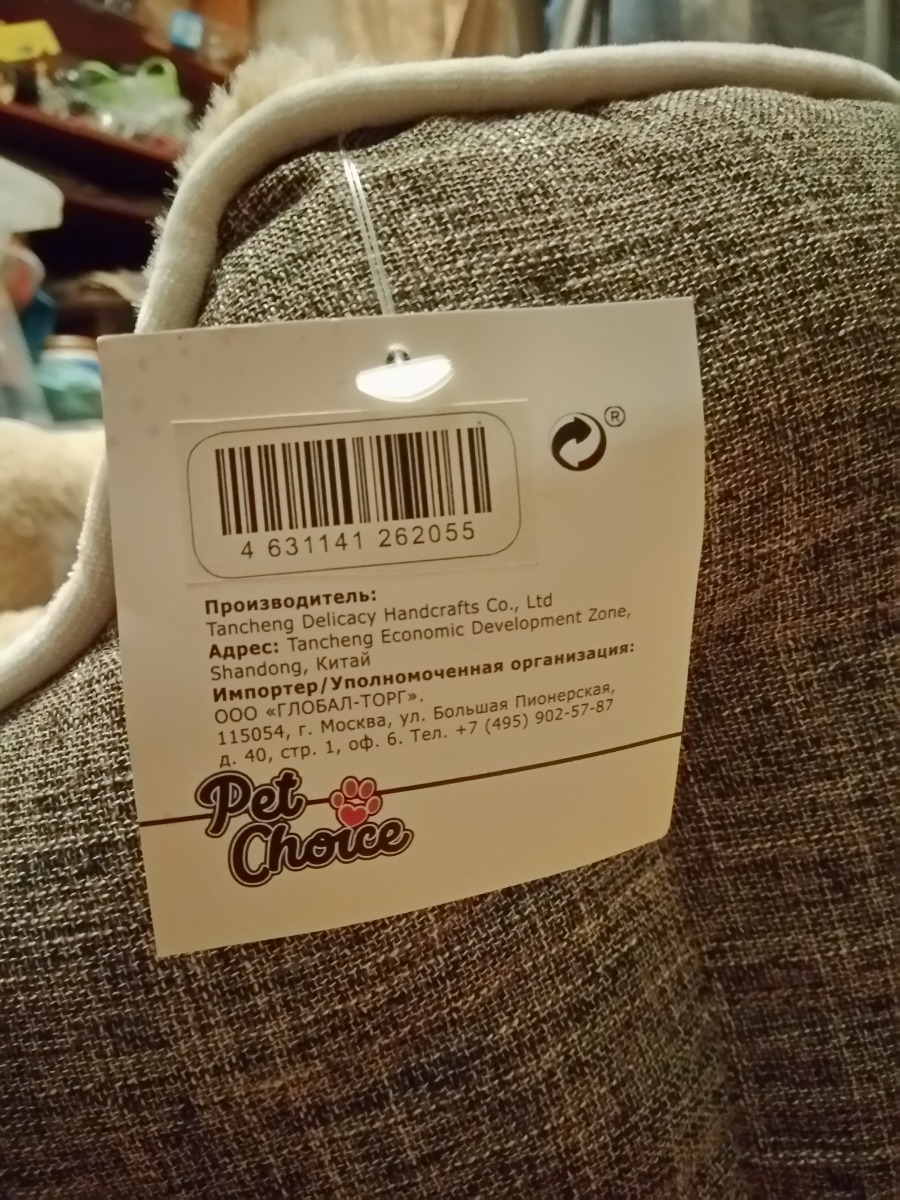 ®
4 631141 262055
Производитель:
Tancheng Delicacy Handcrafts Co., Ltd
Адрес: Tancheng Economic Development Zone,
Shandong, Китай
Импортер/Уполномоченная организация:
ООО «ГЛОБАЛ-ТОРГ».
115054, г. Москва, ул. Большая Пионерская,
д. 40, стр. 1, оф. 6. Тел. +7 (495) 902-57-87
Pet
Choice